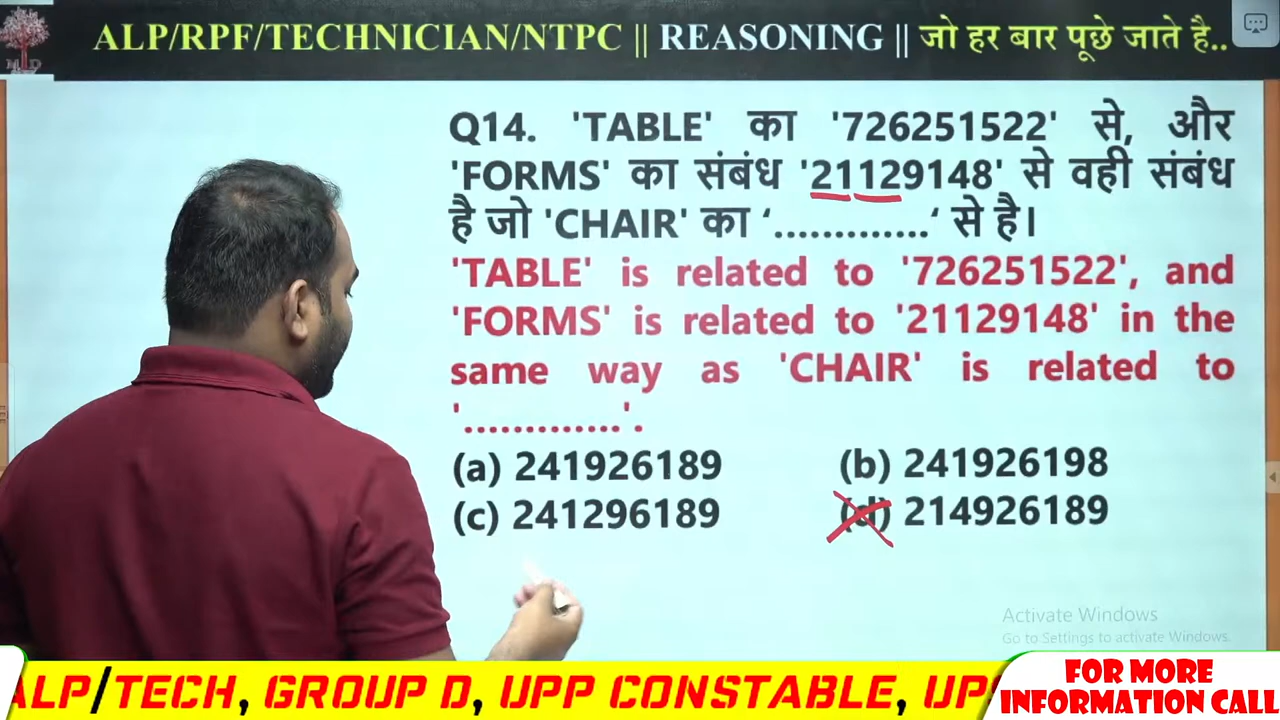 ALP/RPF/TECHNICIAN/NTPC || REASONING || जो हर बार पूछे जाते है..
Q14. 'TABLE' का '726251522' से, और
'FORMS' का संबंध '21129148' से वही संबंध
है जो 'CHAIR' का ‘.............‘ से है।
'TABLE' is related to '726251522', and
'FORMS' is related to '21129148' in the
same way as 'CHAIR' is related to
'.............'.
(a) 241926189
(b) 241926198
(c) 241296189
(d) 214926189
Activate Windows
Go to Settings to activate Windows.
ALP/TECH, GROUP D, UPP CONSTABLE,
FOR MORE
INFORMATION CALL